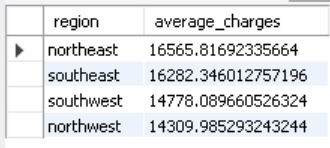 region average_charges
northeast 16565.81692335664
southeast 16282.346012757196
southwest 14778.089660526324
northwest 14309.985293243244